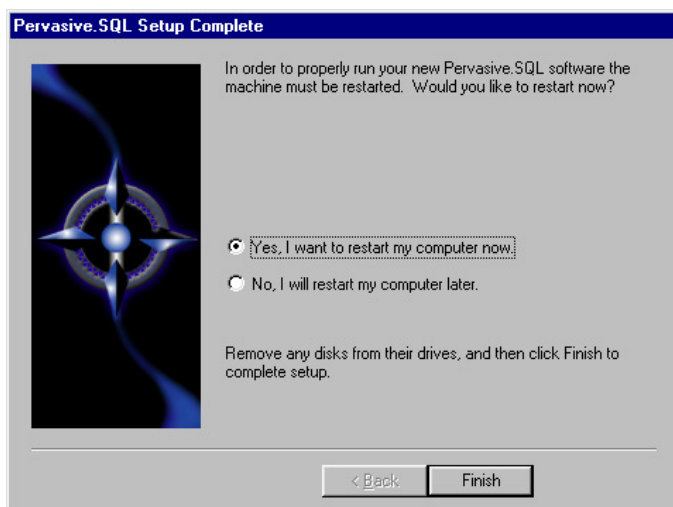 Pervasive.SQL Setup Complete
In order to properly run your new Pervasive.SQL software the
machine must be restarted.  Would you like to restart now?
Yes, I want to restart my computer now.
No, I will restart my computer later.
Remove any disks from their drives, and then click Finish to
complete setup.
< Back
Finish